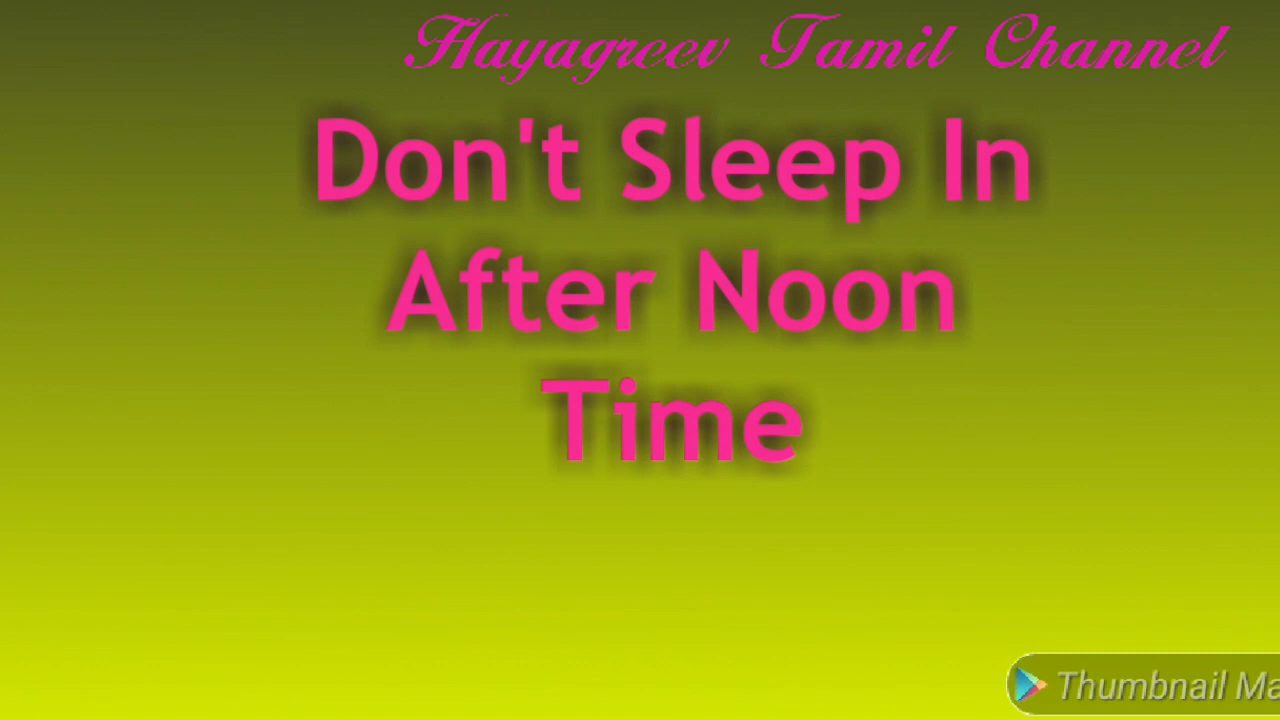 Hayagreev Tamil Channel
Don't Sleep In
After Noon
Time
Thumbnail Ma